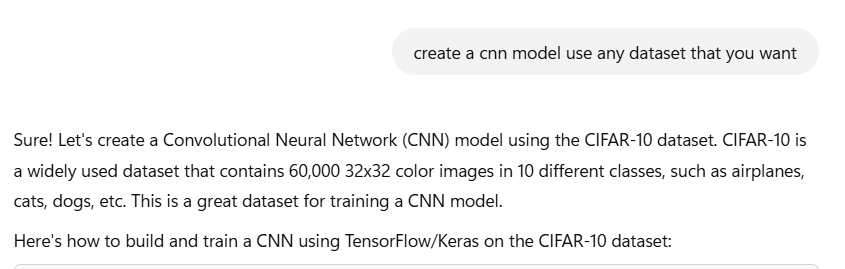 create a cnn model use any dataset that you want
Sure! Let's create a Convolutional Neural Network (CNN) model using the CIFAR-10 dataset. CIFAR-10 is
a widely used dataset that contains 60,000 32x32 color images in 10 different classes, such as airplanes,
cats, dogs, etc. This is a great dataset for training a CNN model.
Here's how to build and train a CNN using TensorFlow/Keras on the CIFAR-10 dataset: